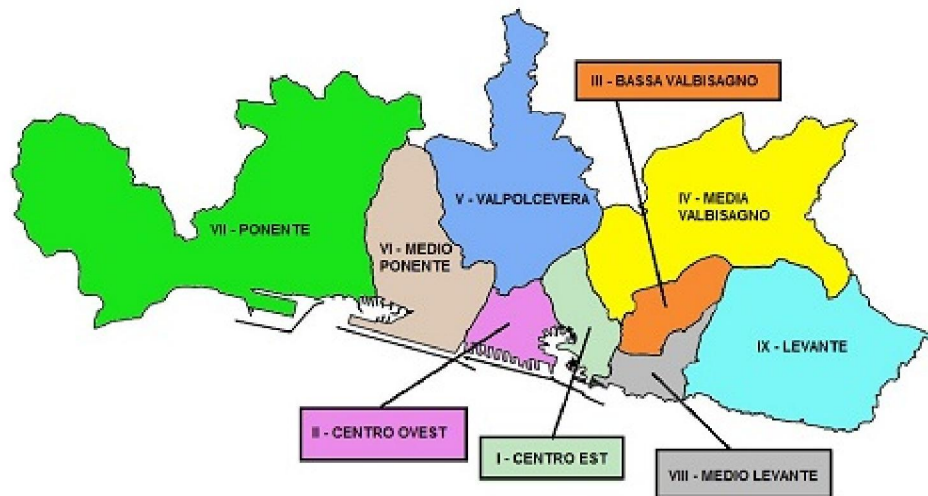 III - BASSA VALBISAGNO
V - VALPOLCEVERA
IV - MEDIA
VALBISAGNO
VII - PONENTE
VI - MEDIO
PONENTE
IX - LEVANTE
II - CENTRO OVEST
I - CENTRO EST
VIII - MEDIO LEVANTE